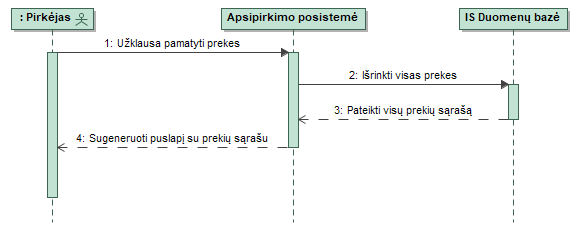 : Pirkėjas
Apsipirkimo posistemė
IS Duomenų bazė
1: Užklausa pamatyti prekes
2: Išrinkti visas prekes
3: Pateikti visų prekių sąrašą
4: Sugeneruoti puslapį su prekių sąrašu